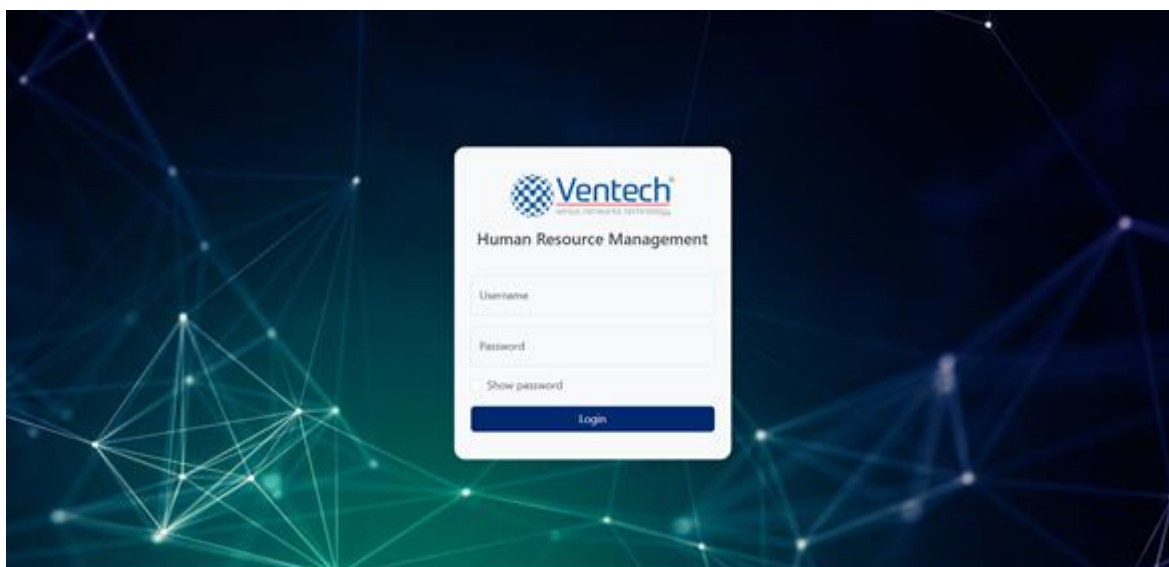 Ventech
Human Resource Management
Username
Password
Show password
Login